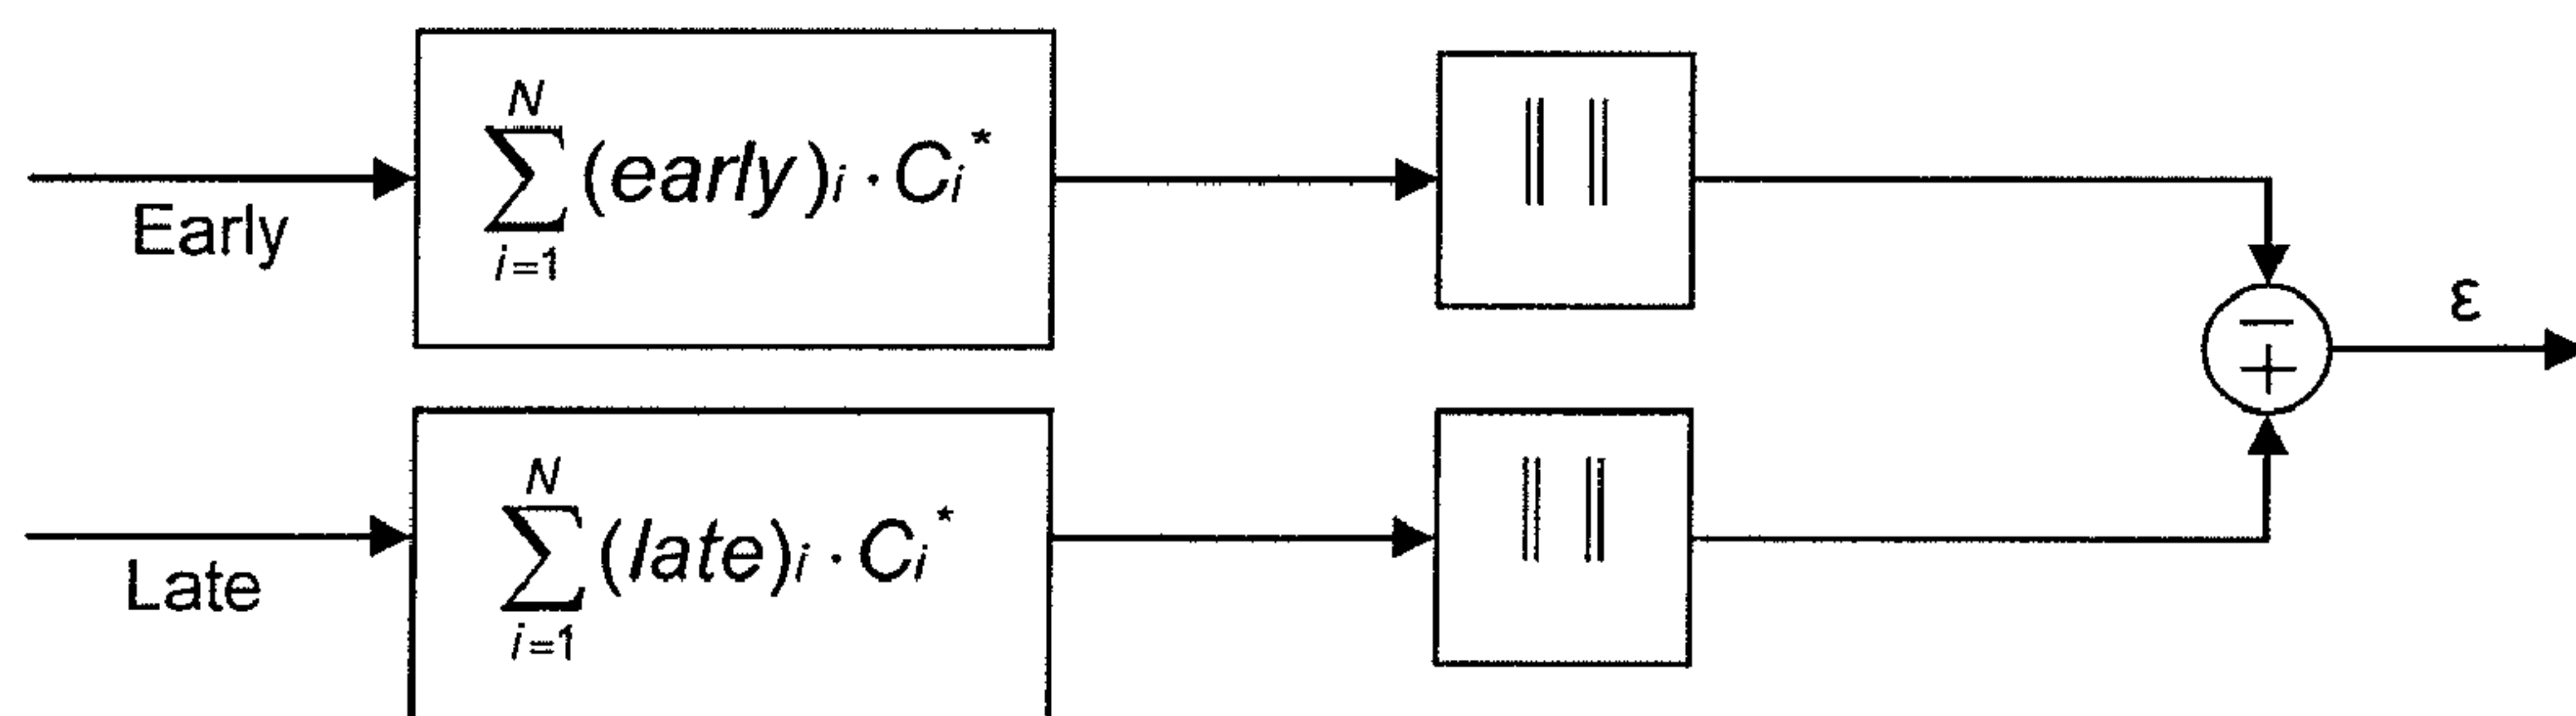 N
∑ (early)i · Ci*
i=1
Early
‖ ‖
−
+
ε
N
∑ (late)i · Ci*
i=1
Late
‖ ‖